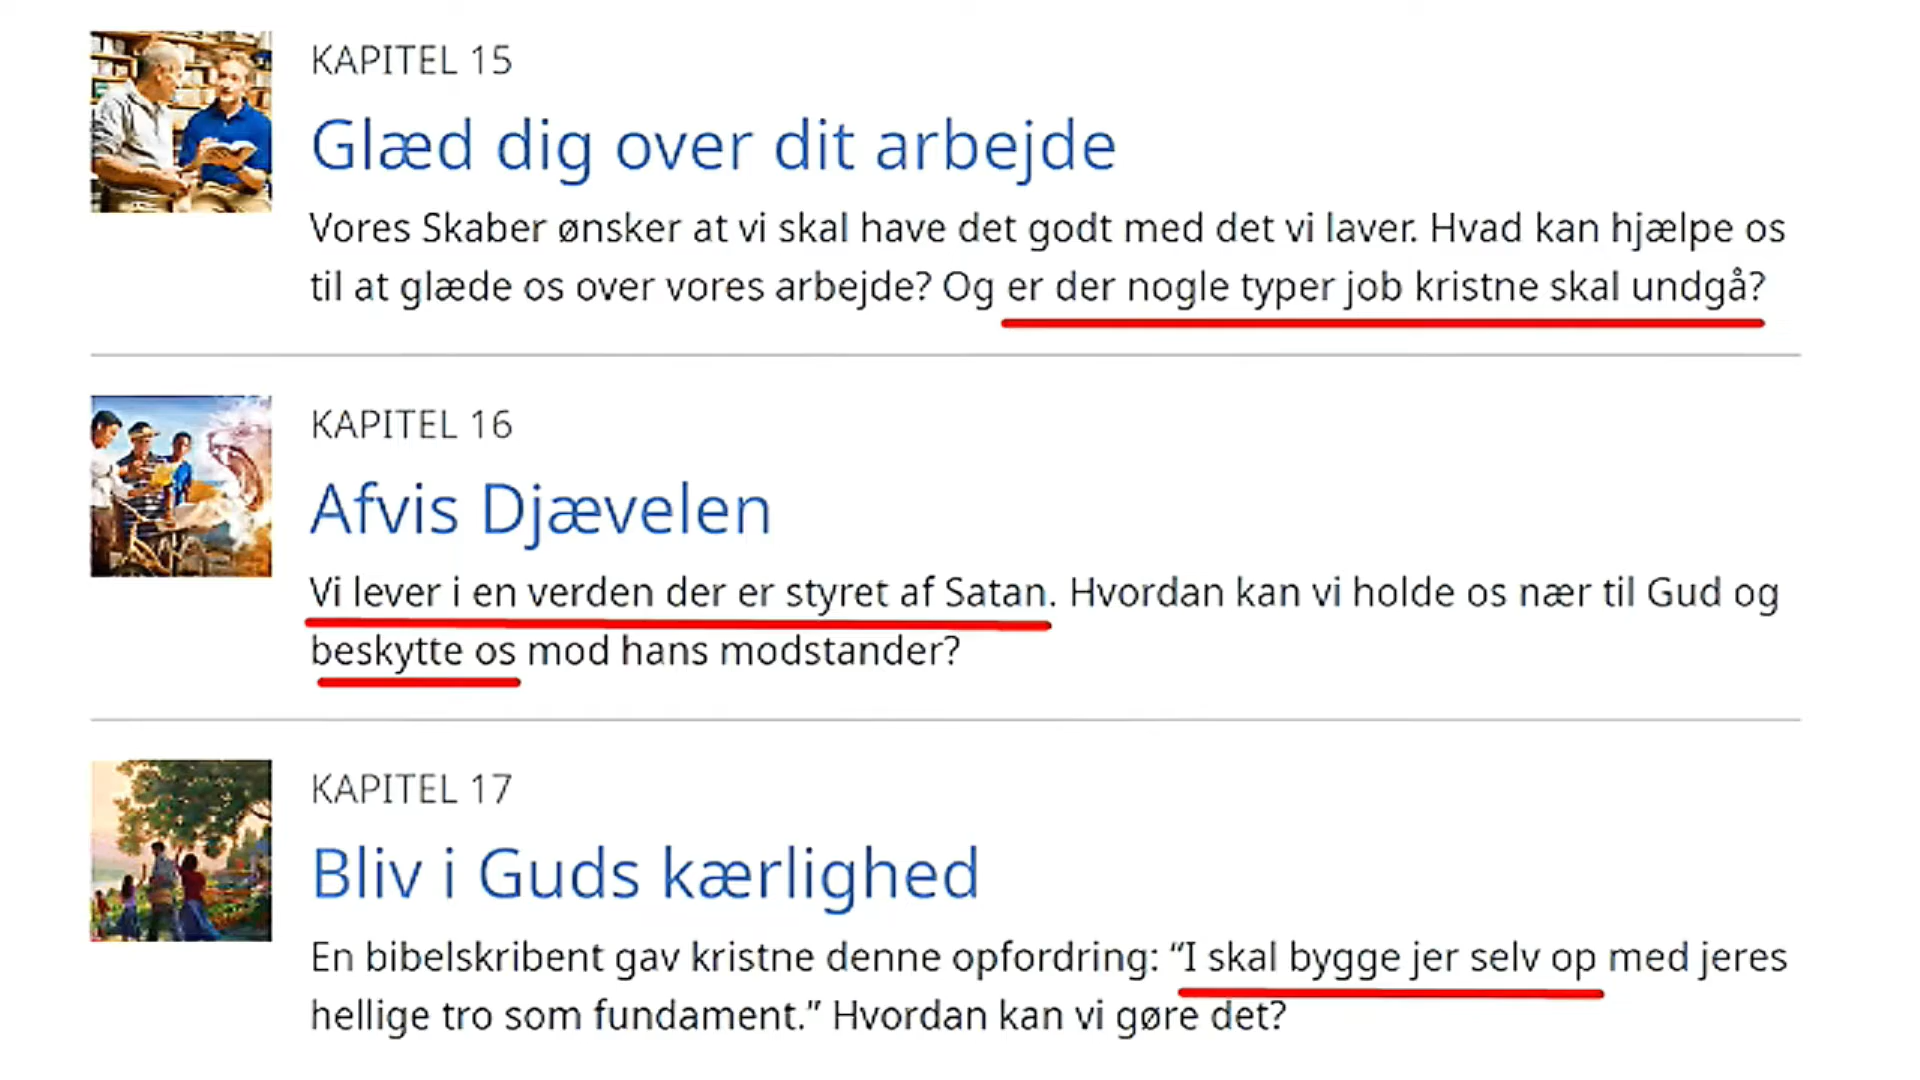 KAPITEL 15
Glæd dig over dit arbejde
Vores Skaber ønsker at vi skal have det godt med det vi laver. Hvad kan hjælpe os
til at glæde os over vores arbejde? Og er der nogle typer job kristne skal undgå?
KAPITEL 16
Afvis Djævelen
Vi lever i en verden der er styret af Satan. Hvordan kan vi holde os nær til Gud og
beskytte os mod hans modstander?
KAPITEL 17
Bliv i Guds kærlighed
En bibelskribent gav kristne denne opfordring: “I skal bygge jer selv op med jeres
hellige tro som fundament.” Hvordan kan vi gøre det?